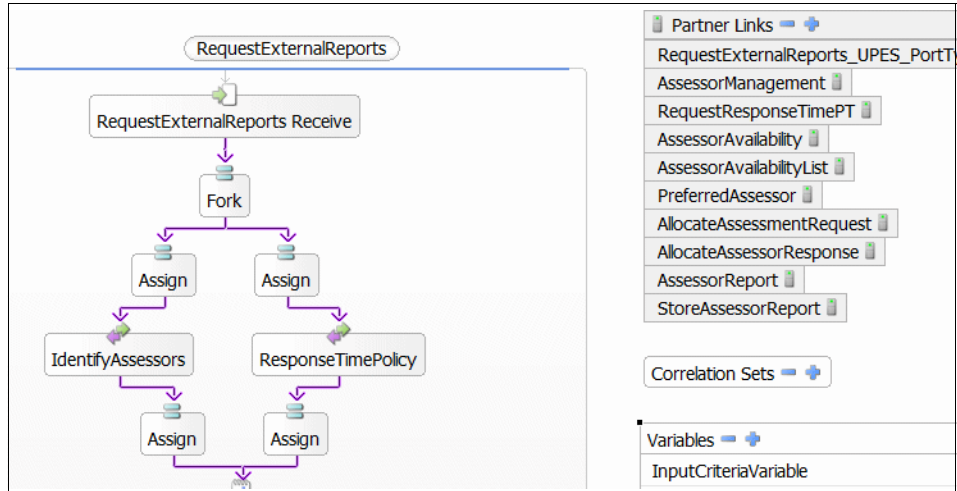 RequestExternalReports
RequestExternalReports Receive
Fork
Assign
Assign
IdentifyAssessors
ResponseTimePolicy
Assign
Assign
Partner Links
RequestExternalReports_UPES_PortTy
AssessorManagement
RequestResponseTimePT
AssessorAvailability
AssessorAvailabilityList
PreferredAssessor
AllocateAssessmentRequest
AllocateAssessorResponse
AssessorReport
StoreAssessorReport
Correlation Sets
Variables
InputCriteriaVariable